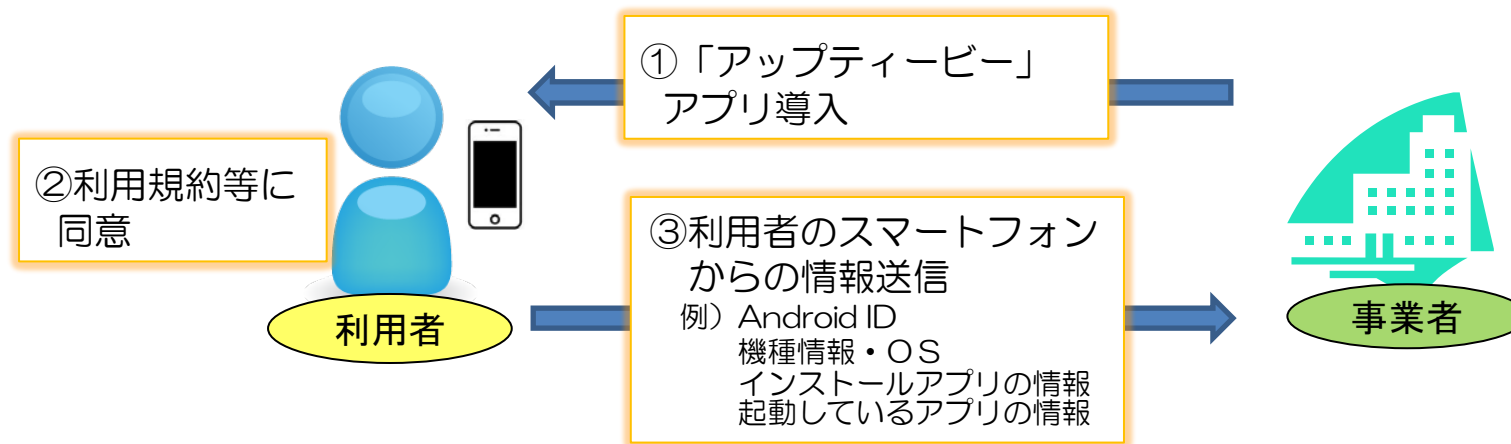 ①「アップティービー」
アプリ導入
②利用規約等に
同意
③利用者のスマートフォン
からの情報送信
例）Android ID
機種情報・ＯＳ
インストールアプリの情報
起動しているアプリの情報
利用者
事業者